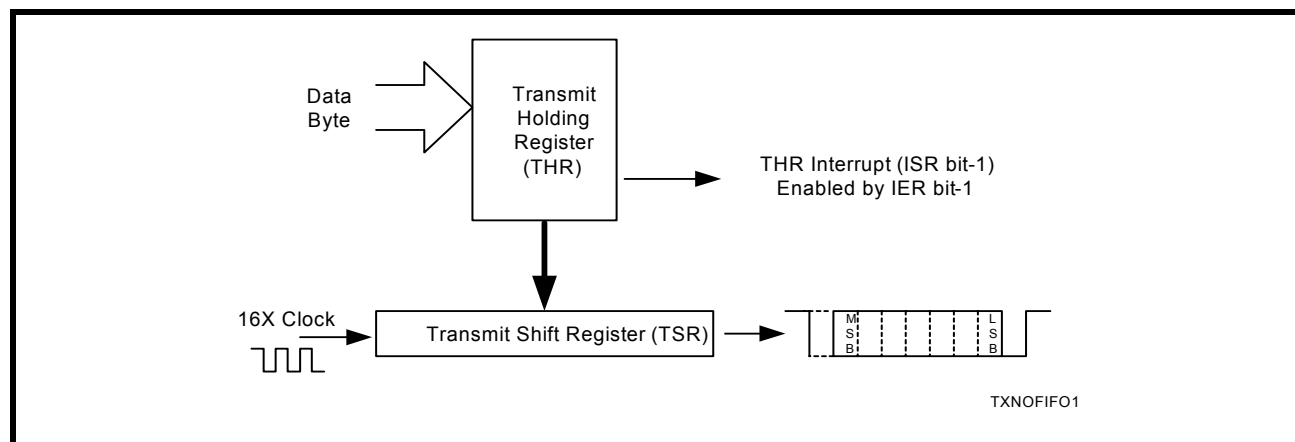 Data
Byte
Transmit
Holding
Register
(THR)
THR Interrupt (ISR bit-1)
Enabled by IER bit-1
16X Clock
Transmit Shift Register (TSR)
M
S
B
L
S
B
TXNOFIFO1